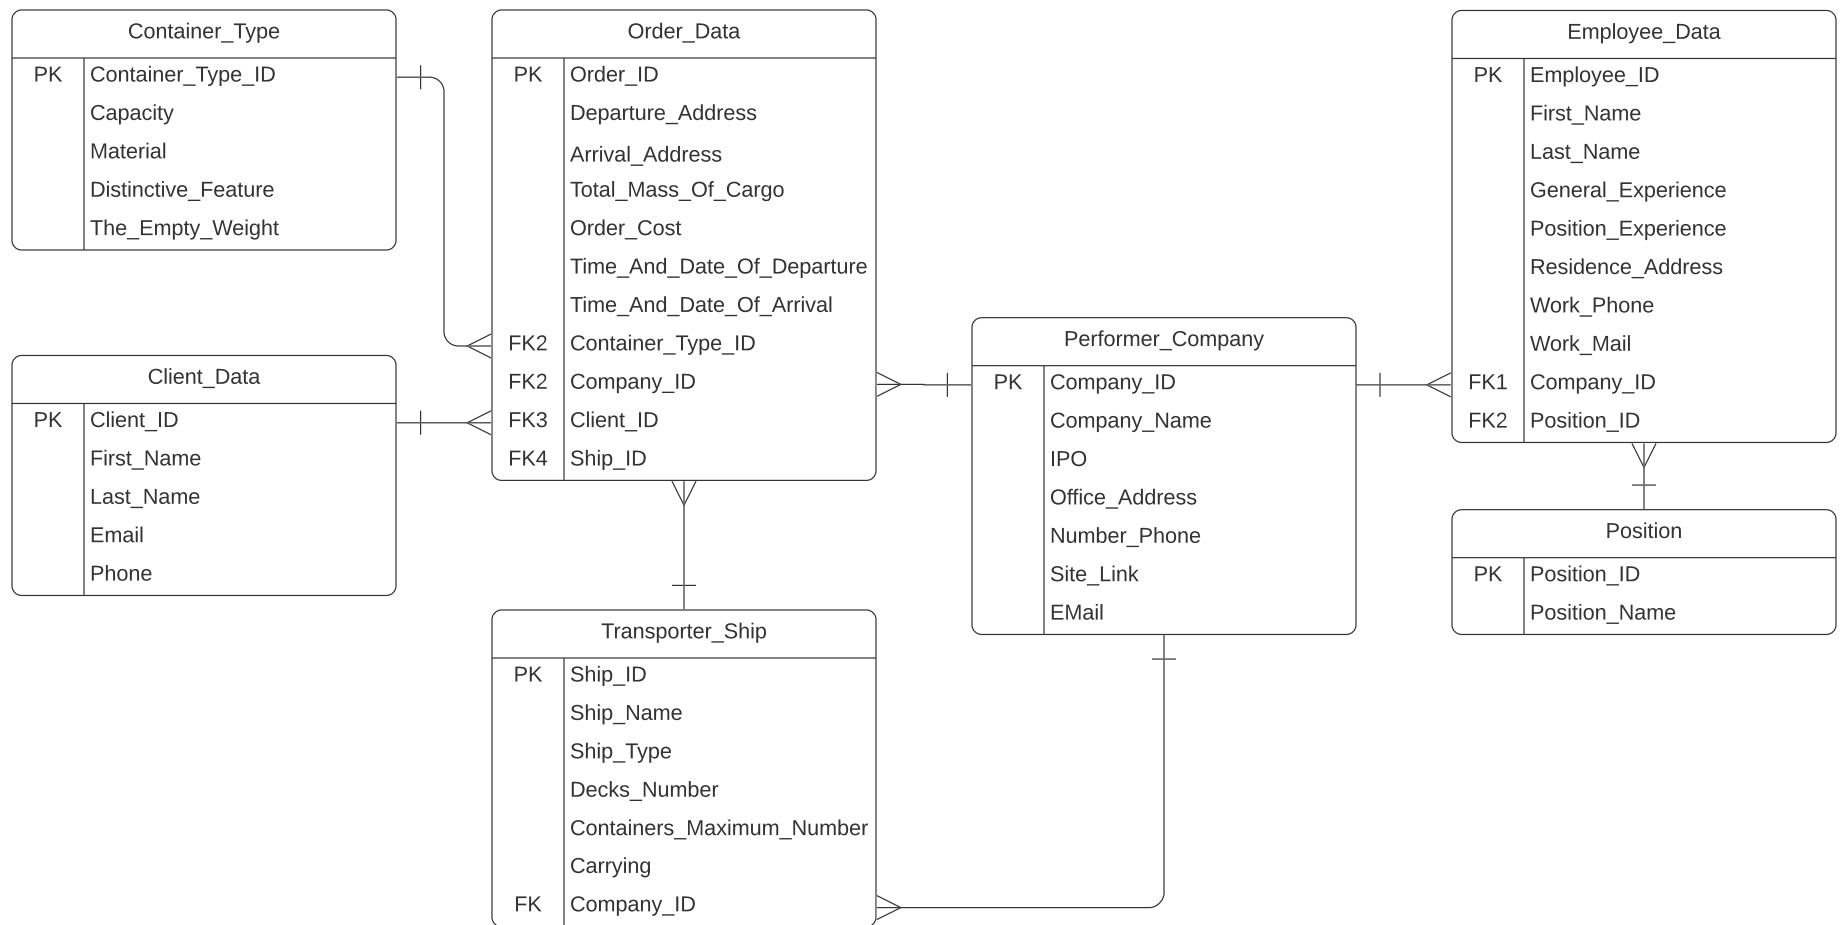 Container_Type
PK Container_Type_ID
Capacity
Material
Distinctive_Feature
The_Empty_Weight
Client_Data
PK Client_ID
First_Name
Last_Name
Email
Phone
Order_Data
PK Order_ID
Departure_Address
Arrival_Address
Total_Mass_Of_Cargo
Order_Cost
Time_And_Date_Of_Departure
Time_And_Date_Of_Arrival
FK2 Container_Type_ID
FK2 Company_ID
FK3 Client_ID
FK4 Ship_ID
Transporter_Ship
PK Ship_ID
Ship_Name
Ship_Type
Decks_Number
Containers_Maximum_Number
Carrying
FK Company_ID
Performer_Company
PK Company_ID
Company_Name
IPO
Office_Address
Number_Phone
Site_Link
EMail
Employee_Data
PK Employee_ID
First_Name
Last_Name
General_Experience
Position_Experience
Residence_Address
Work_Phone
Work_Mail
FK1 Company_ID
FK2 Position_ID
Position
PK Position_ID
Position_Name